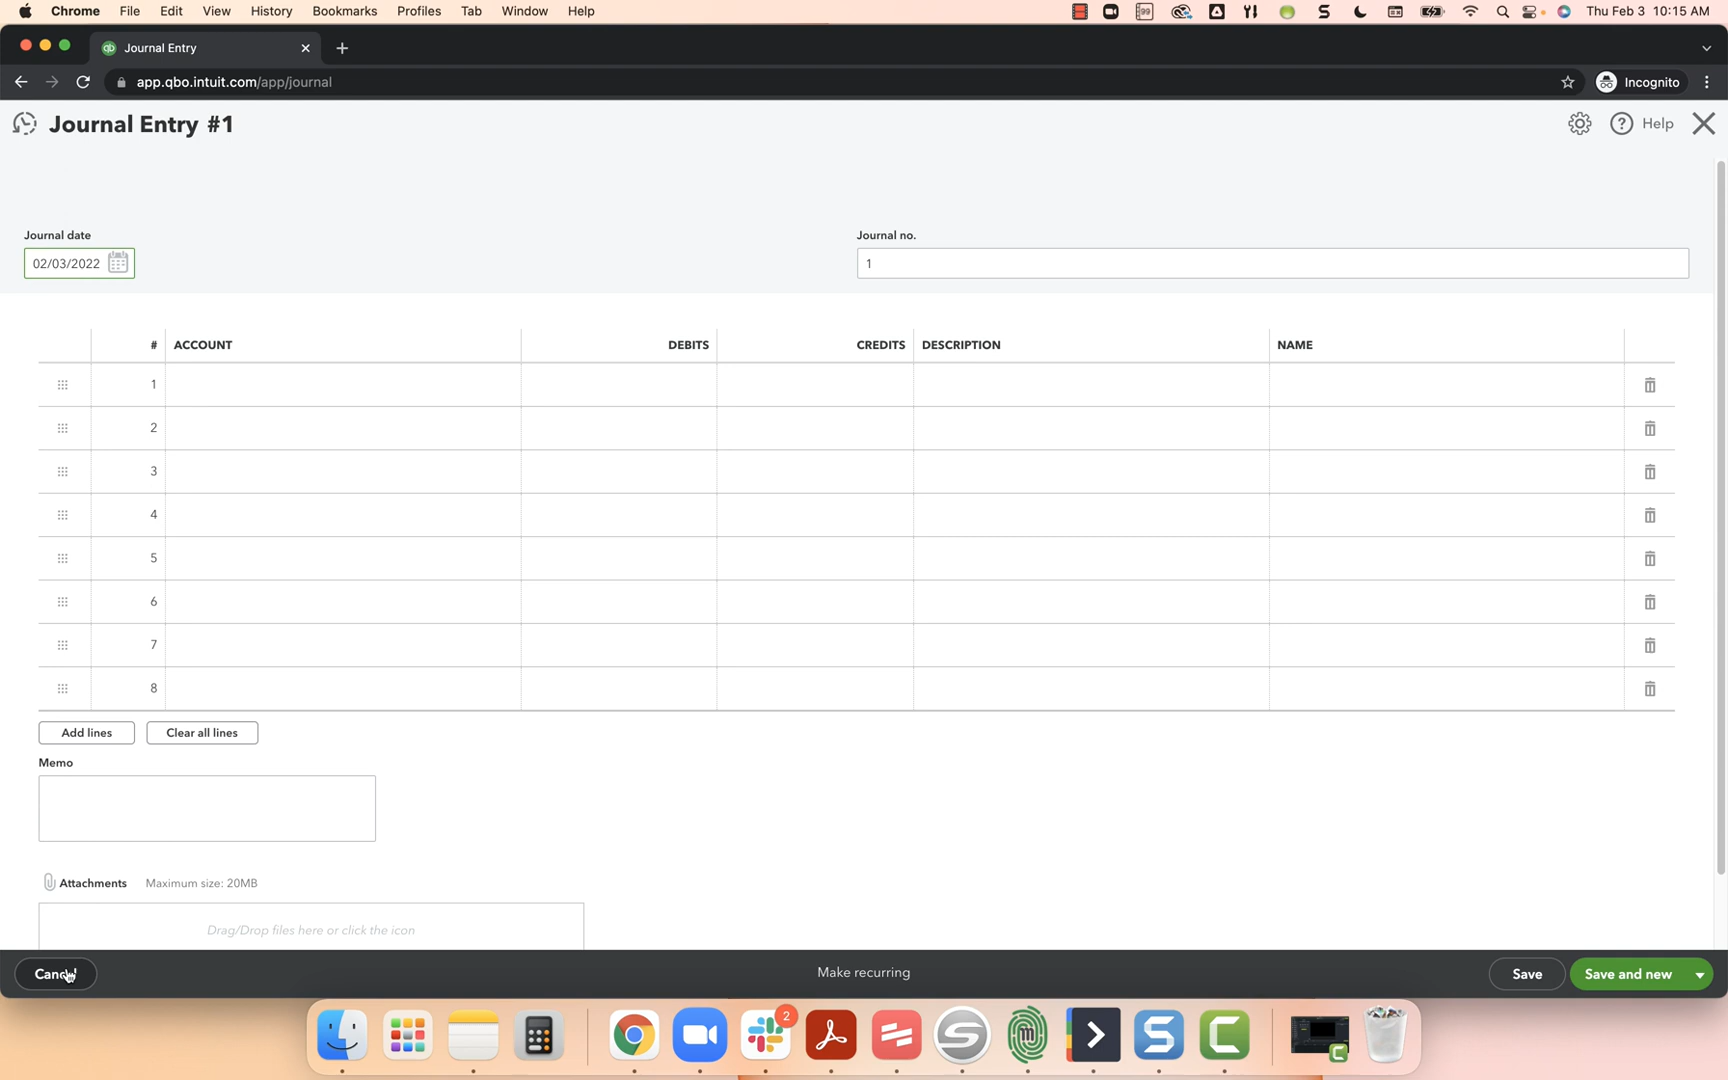 Chrome File Edit View History Bookmarks Profiles Tab Window Help Thu Feb 3 10:15 AM
Journal Entry
app.qbo.intuit.com/app/journal Incognito
Journal Entry #1 Help
Journal date Journal no.
02/03/2022 1
# ACCOUNT DEBITS CREDITS DESCRIPTION NAME
1
2
3
4
5
6
7
8
Add lines Clear all lines
Memo
Attachments Maximum size: 20MB
Drag/Drop files here or click the icon
Cancel Make recurring Save Save and new
2